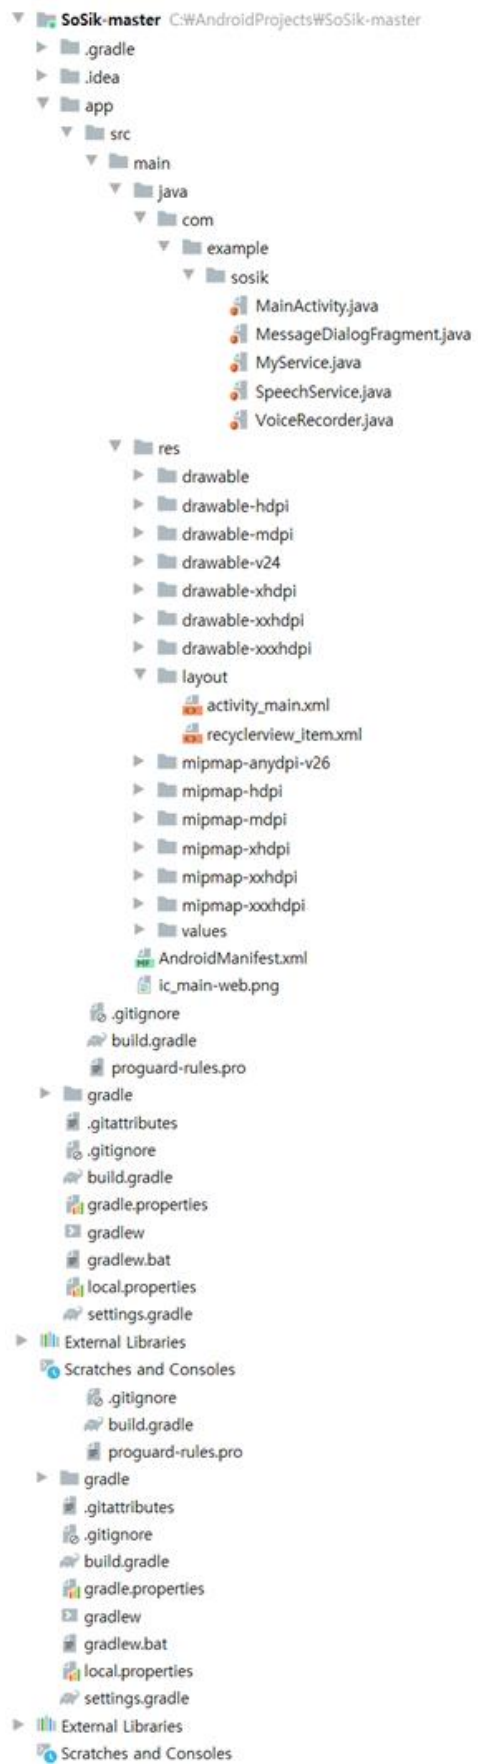 SoSik-master C:₩AndroidProjects₩SoSik-master
.gradle
.idea
app
src
main
java
com
example
sosik
MainActivity.java
MessageDialogFragment.java
MyService.java
SpeechService.java
VoiceRecorder.java
res
drawable
drawable-hdpi
drawable-mdpi
drawable-v24
drawable-xhdpi
drawable-xxhdpi
drawable-xxxhdpi
layout
activity_main.xml
recyclerview_item.xml
mipmap-anydpi-v26
mipmap-hdpi
mipmap-mdpi
mipmap-xhdpi
mipmap-xxhdpi
mipmap-xxxhdpi
values
AndroidManifest.xml
ic_main-web.png
.gitignore
build.gradle
proguard-rules.pro
gradle
.gitattributes
.gitignore
build.gradle
gradle.properties
gradlew
gradlew.bat
local.properties
settings.gradle
External Libraries
Scratches and Consoles
.gitignore
build.gradle
proguard-rules.pro
gradle
.gitattributes
.gitignore
build.gradle
gradle.properties
gradlew
gradlew.bat
local.properties
settings.gradle
External Libraries
Scratches and Consoles